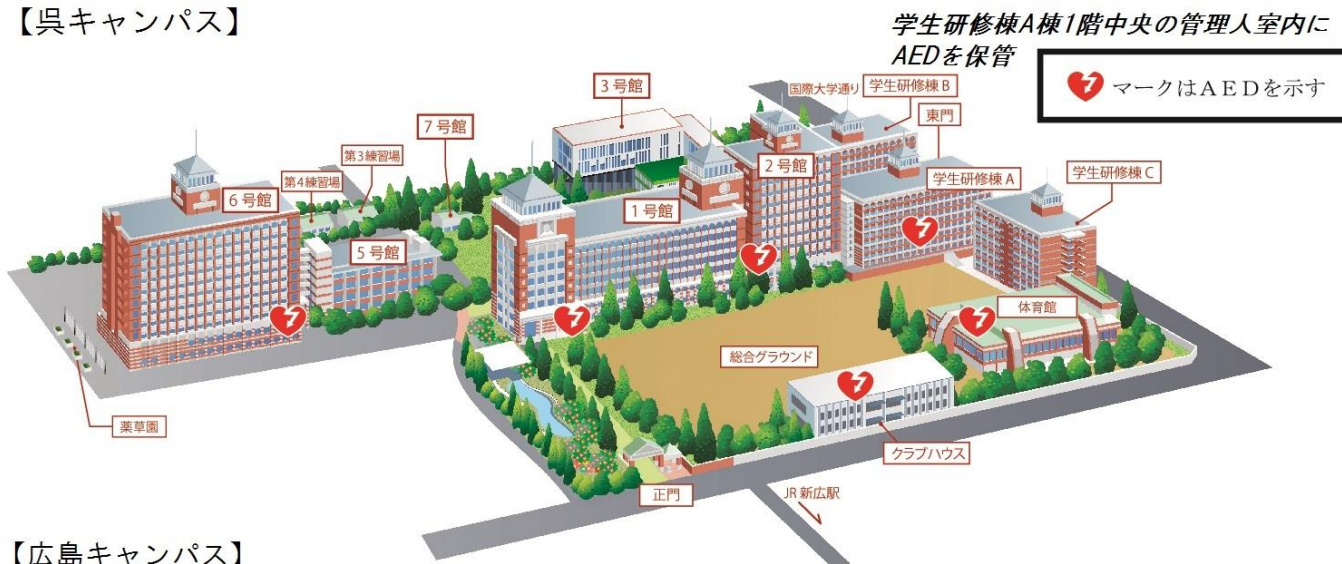 【呉キャンパス】
学生研修棟A棟1階中央の管理人室内に
AEDを保管
マークはAEDを示す
国際大学通り
学生研修棟B
3号館
東門
7号館
第3練習場
2号館
第4練習場
学生研修棟A
学生研修棟C
6号館
1号館
5号館
体育館
総合グラウンド
薬草園
クラブハウス
正門
JR新広駅
【広島キャンパス】